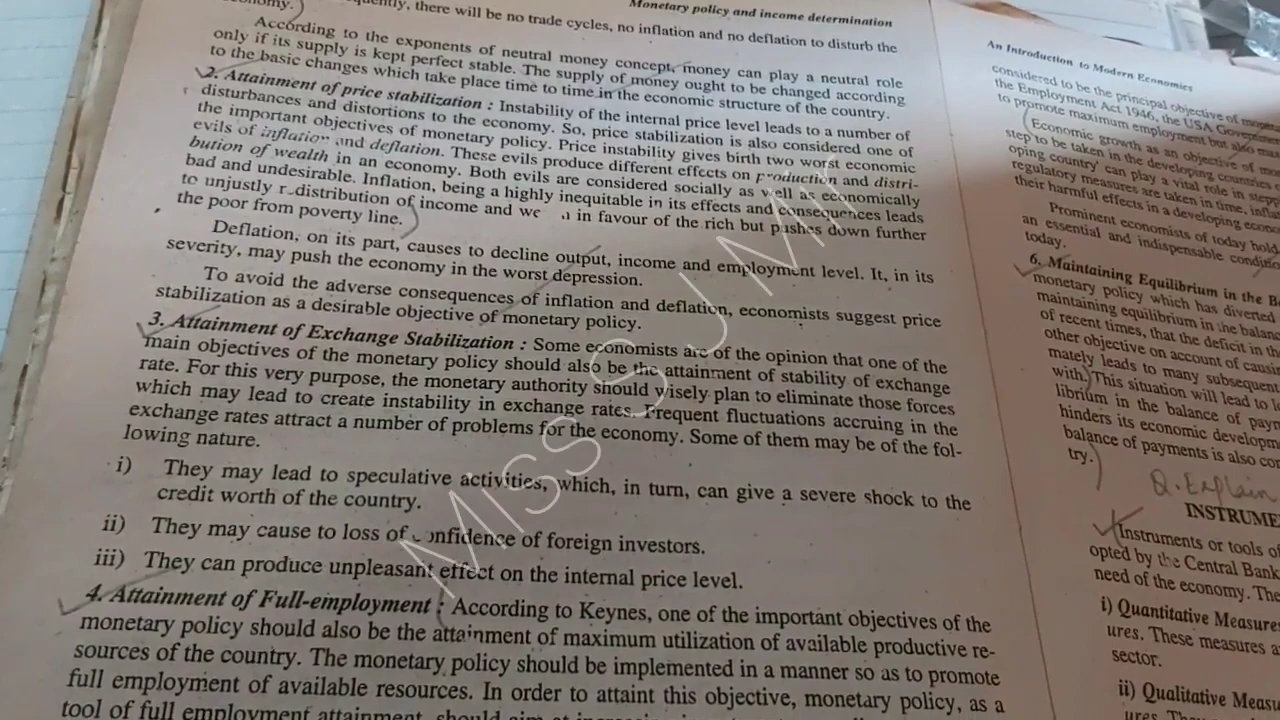 Monetary policy and income determination
there will be no trade cycles, no inflation and no deflation to disturb the
According to the exponents of neutral money concept, money can play a neutral role
only if its supply is kept perfect stable. The supply of money ought to be changed according
to the basic changes which take place time to time in the economic structure of the country.
2. Attainment of price stabilization : Instability of the internal price level leads to a number of
disturbances and distortions to the economy. So, price stabilization is also considered one of
the important objectives of monetary policy. Price instability gives birth two worst economic
evils of inflation and deflation. These evils produce different effects on production and distri-
bution of wealth in an economy. Both evils are considered socially as well as economically
bad and undesirable. Inflation, being a highly inequitable in its effects and consequences leads
to unjustly r distribution of income and we in favour of the rich but pushes down further
the poor from poverty line.
Deflation, on its part, causes to decline output, income and employment level. It, in its
severity, may push the economy in the worst depression.
To avoid the adverse consequences of inflation and deflation, economists suggest price
stabilization as a desirable objective of monetary policy.
3. Attainment of Exchange Stabilization : Some economists are of the opinion that one of the
main objectives of the monetary policy should also be the attainment of stability of exchange
rate. For this very purpose, the monetary authority should wisely plan to eliminate those forces
which may lead to create instability in exchange rates. Frequent fluctuations accruing in the
exchange rates attract a number of problems for the economy. Some of them may be of the fol-
lowing nature.
i) They may lead to speculative activities, which, in turn, can give a severe shock to the
credit worth of the country.
ii) They may cause to loss of confidence of foreign investors.
iii) They can produce unpleasant effect on the internal price level.
4. Attainment of Full-employment : According to Keynes, one of the important objectives of the
monetary policy should also be the attainment of maximum utilization of available productive re-
sources of the country. The monetary policy should be implemented in a manner so as to promote
full employment of available resources. In order to attaint this objective, monetary policy, as a
tool of full employment attainment, should aim at
Miss S J Mir
An Introduction to Modern Economics
considered to be the principal objective of
the Employment Act 1946, the USA
to promote maximum employment but also
Economic growth as an objective of
step to be taken in the developing countries
oping country' can play a vital role in
regulatory measures are taken in time,
their harmful effects in a developing
Prominent economists of today hold
an essential and indispensable
today.
6. Maintaining Equilibrium in the
monetary policy which has diverted
maintaining equilibrium in the
of recent times, that the deficit in
other objective on account of
mately leads to many
with. This situation will lead to
librium in the balance of
hinders its economic
balance of payments is also
try.
Q. Explain
INSTRUME
Instruments or tools of
opted by the Central Bank
need of the economy. The
i) Quantitative Measures
ures. These measures
sector.
ii) Qualitative